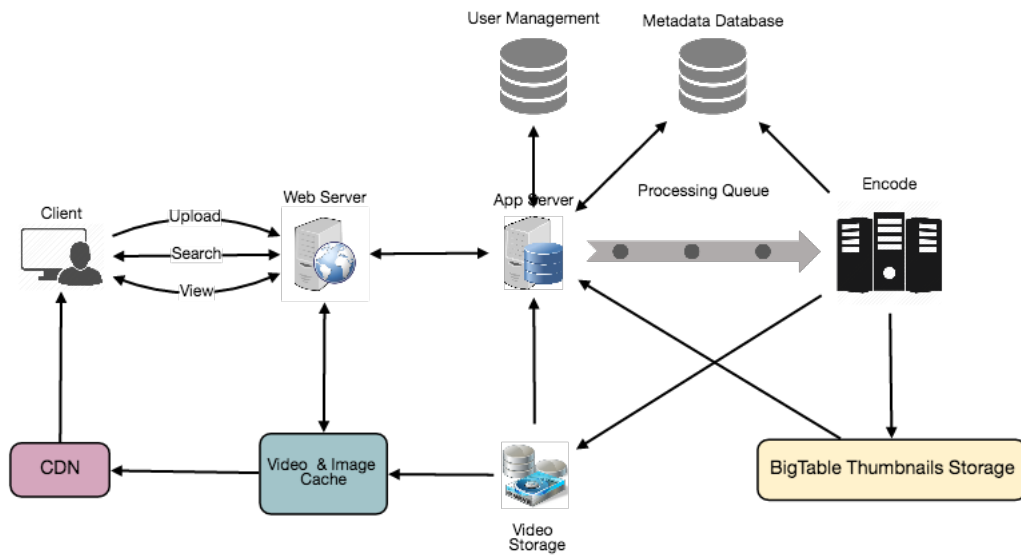 User Management
Metadata Database
Client
Upload
Search
View
Web Server
App Server
Processing Queue
Encode
CDN
Video & Image
Cache
Video
Storage
BigTable Thumbnails Storage